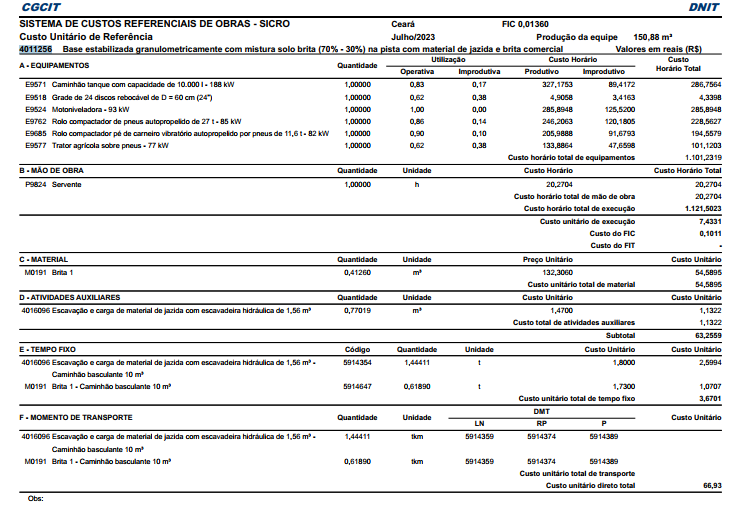 CGCIT DNIT
SISTEMA DE CUSTOS REFERENCIAIS DE OBRAS - SICRO Ceará FIC 0,01360
Custo Unitário de Referência Julho/2023 Produção da equipe 150,88 m³
4011256 Base estabilizada granulometricamente com mistura solo brita (70% - 30%) na pista com material de jazida e brita comercial Valores em reais (R$)
A - EQUIPAMENTOS Quantidade Utilização Custo Horário Custo
Operativa Improdutiva Produtivo Improdutivo Horário Total
E9571 Caminhão tanque com capacidade de 10.000 l - 188 kW 1,00000 0,83 0,17 327,1753 89,4172 286,7564
E9518 Grade de 24 discos rebocável de D = 60 cm (24") 1,00000 0,62 0,38 4,9058 3,4163 4,3398
E9524 Motoniveladora - 93 kW 1,00000 1,00 0,00 285,8948 125,5200 285,8948
E9762 Rolo compactador de pneus autopropelido de 27 t - 85 kW 1,00000 0,86 0,14 246,2063 120,1805 228,5627
E9685 Rolo compactador pé de carneiro vibratório autopropelido por pneus de 11,6 t - 82 kW 1,00000 0,90 0,10 205,9888 91,6793 194,5579
E9577 Trator agrícola sobre pneus - 77 kW 1,00000 0,62 0,38 133,8864 47,6598 101,1203
Custo horário total de equipamentos 1.101,2319
B - MÃO DE OBRA Quantidade Unidade Custo Horário Custo Horário Total
P9824 Servente 1,00000 h 20,2704 20,2704
Custo horário total de mão de obra 20,2704
Custo horário total de execução 1.121,5023
Custo unitário de execução 7,4331
Custo do FIC 0,1011
Custo do FIT -
C - MATERIAL Quantidade Unidade Preço Unitário Custo Unitário
M0191 Brita 1 0,41260 m³ 132,3060 54,5895
Custo unitário total de material 54,5895
D - ATIVIDADES AUXILIARES Quantidade Unidade Custo Unitário Custo Unitário
4016096 Escavação e carga de material de jazida com escavadeira hidráulica de 1,56 m³ 0,77019 m³ 1,4700 1,1322
Custo total de atividades auxiliares 1,1322
Subtotal 63,2559
E - TEMPO FIXO Código Quantidade Unidade Custo Unitário Custo Unitário
4016096 Escavação e carga de material de jazida com escavadeira hidráulica de 1,56 m³ - 5914354 1,44411 t 1,8000 2,5994
Caminhão basculante 10 m³
M0191 Brita 1 - Caminhão basculante 10 m³ 5914647 0,61890 t 1,7300 1,0707
Custo unitário total de tempo fixo 3,6701
F - MOMENTO DE TRANSPORTE Quantidade Unidade DMT Custo Unitário
LN RP P
4016096 Escavação e carga de material de jazida com escavadeira hidráulica de 1,56 m³ - 1,44411 tkm 5914359 5914374 5914389
Caminhão basculante 10 m³
M0191 Brita 1 - Caminhão basculante 10 m³ 0,61890 tkm 5914359 5914374 5914389
Custo unitário total de transporte
Custo unitário direto total 66,93
Obs: